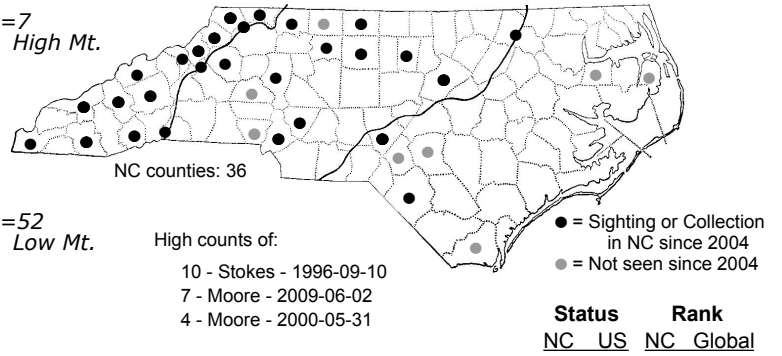 =7
High Mt.
NC counties: 36
=52
Low Mt.
High counts of:
10 - Stokes - 1996-09-10
7 - Moore - 2009-06-02
4 - Moore - 2000-05-31
= Sighting or Collection
in NC since 2004
= Not seen since 2004
Status Rank
NC US NC Global